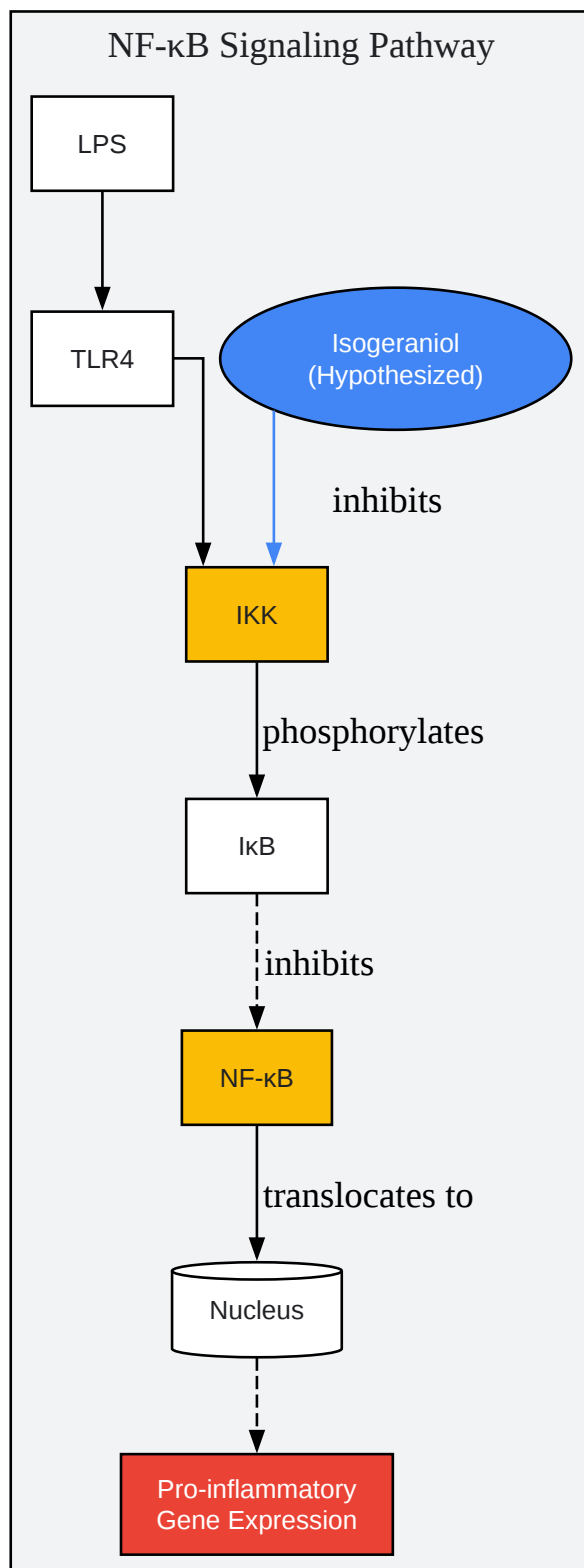 NF-κB Signaling Pathway
LPS
TLR4
Isogeraniol
(Hypothesized)
inhibits
IKK
phosphorylates
IκB
inhibits
NF-κB
translocates to
Nucleus
Pro-inflammatory
Gene Expression